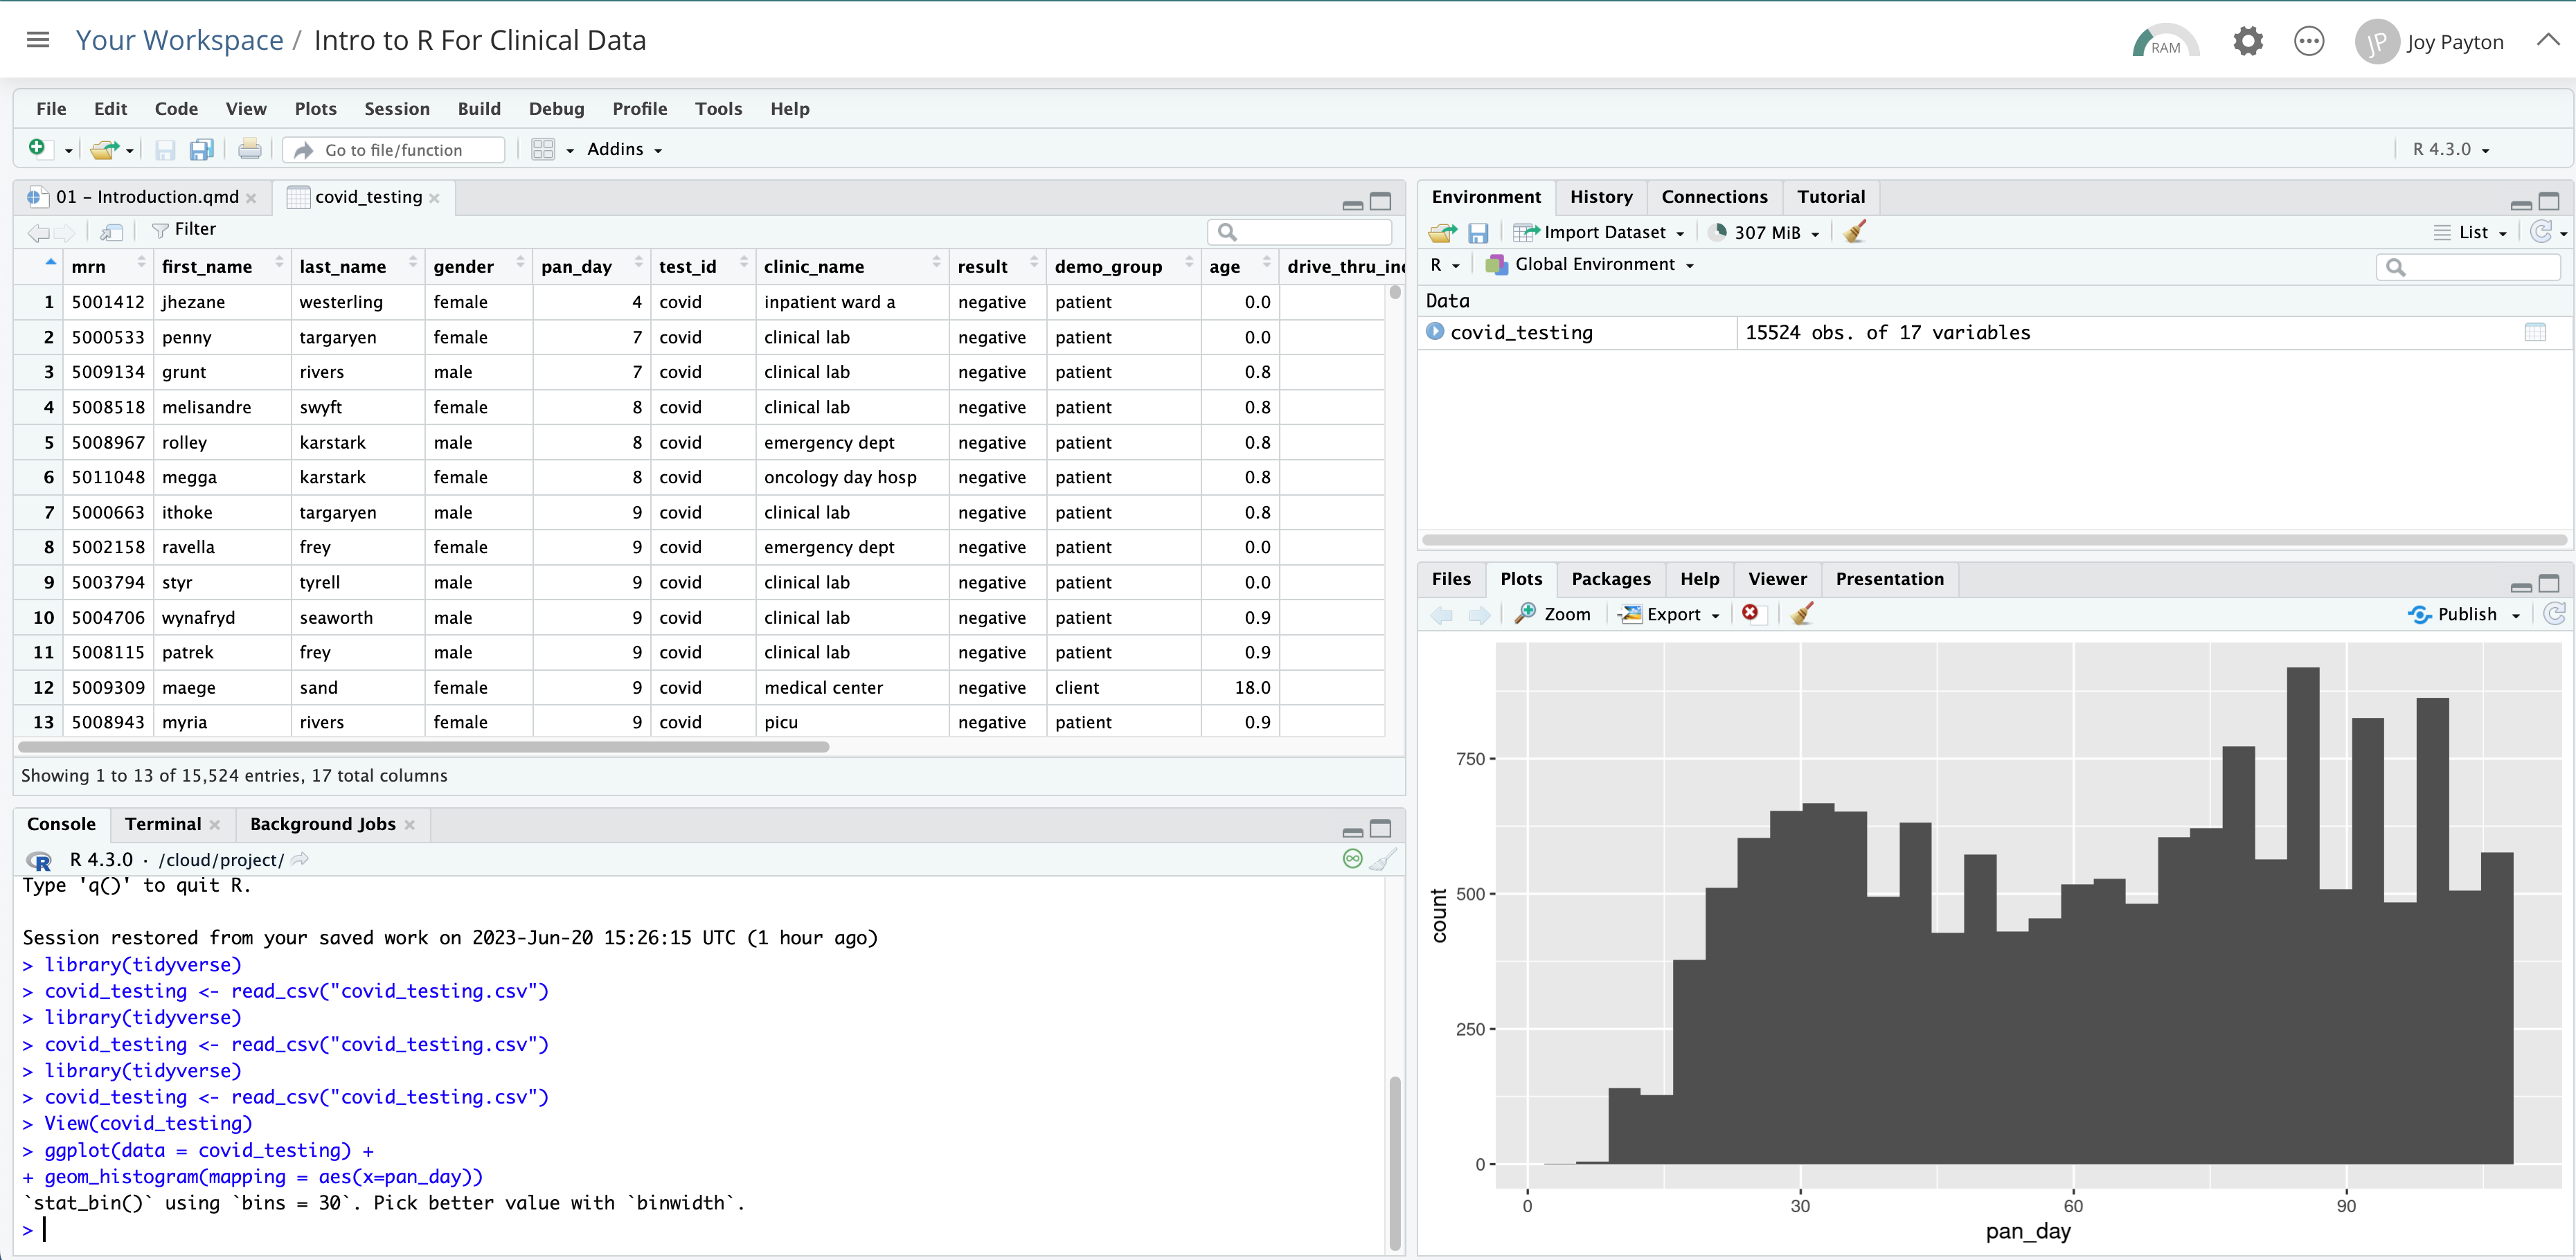 Your Workspace / Intro to R For Clinical Data
RAM
JP Joy Payton
File Edit Code View Plots Session Build Debug Profile Tools Help
Go to file/function Addins R 4.3.0
01 – Introduction.qmd covid_testing
Filter
mrn first_name last_name gender pan_day test_id clinic_name result demo_group age drive_thru_in
1 5001412 jhezane westerling female 4 covid inpatient ward a negative patient 0.0
2 5000533 penny targaryen female 7 covid clinical lab negative patient 0.0
3 5009134 grunt rivers male 7 covid clinical lab negative patient 0.8
4 5008518 melisandre swyft female 8 covid clinical lab negative patient 0.8
5 5008967 rolley karstark male 8 covid emergency dept negative patient 0.8
6 5011048 megga karstark female 8 covid oncology day hosp negative patient 0.8
7 5000663 ithoke targaryen male 9 covid clinical lab negative patient 0.8
8 5002158 ravella frey female 9 covid emergency dept negative patient 0.0
9 5003794 styr tyrell male 9 covid clinical lab negative patient 0.0
10 5004706 wynafryd seaworth male 9 covid clinical lab negative patient 0.9
11 5008115 patrek frey male 9 covid clinical lab negative patient 0.9
12 5009309 maege sand female 9 covid medical center negative client 18.0
13 5008943 myria rivers female 9 covid picu negative patient 0.9
Showing 1 to 13 of 15,524 entries, 17 total columns
Console Terminal Background Jobs
R R 4.3.0 · /cloud/project/
Type 'q()' to quit R.
Session restored from your saved work on 2023-Jun-20 15:26:15 UTC (1 hour ago)
> library(tidyverse)
> covid_testing <- read_csv("covid_testing.csv")
> library(tidyverse)
> covid_testing <- read_csv("covid_testing.csv")
> library(tidyverse)
> covid_testing <- read_csv("covid_testing.csv")
> View(covid_testing)
> ggplot(data = covid_testing) +
+ geom_histogram(mapping = aes(x=pan_day))
`stat_bin()` using `bins = 30`. Pick better value with `binwidth`.
>
Environment History Connections Tutorial
Import Dataset 307 MiB List
R Global Environment
Data
covid_testing 15524 obs. of 17 variables
Files Plots Packages Help Viewer Presentation
Zoom Export Publish
750
500
250
0
count
0 30 60 90
pan_day